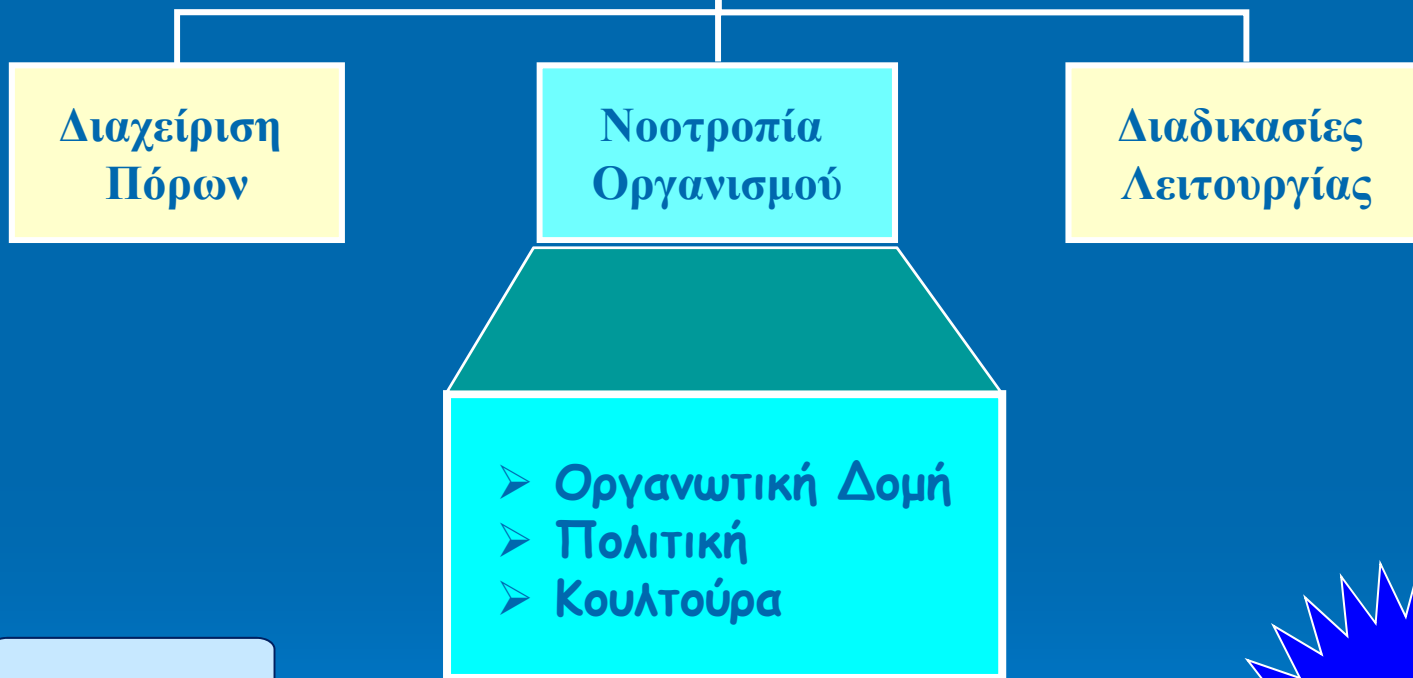 Διαχείριση
Πόρων
Νοοτροπία
Οργανισμού
Διαδικασίες
Λειτουργίας
➢ Οργανωτική Δομή
➢ Πολιτική
➢ Κουλτούρα